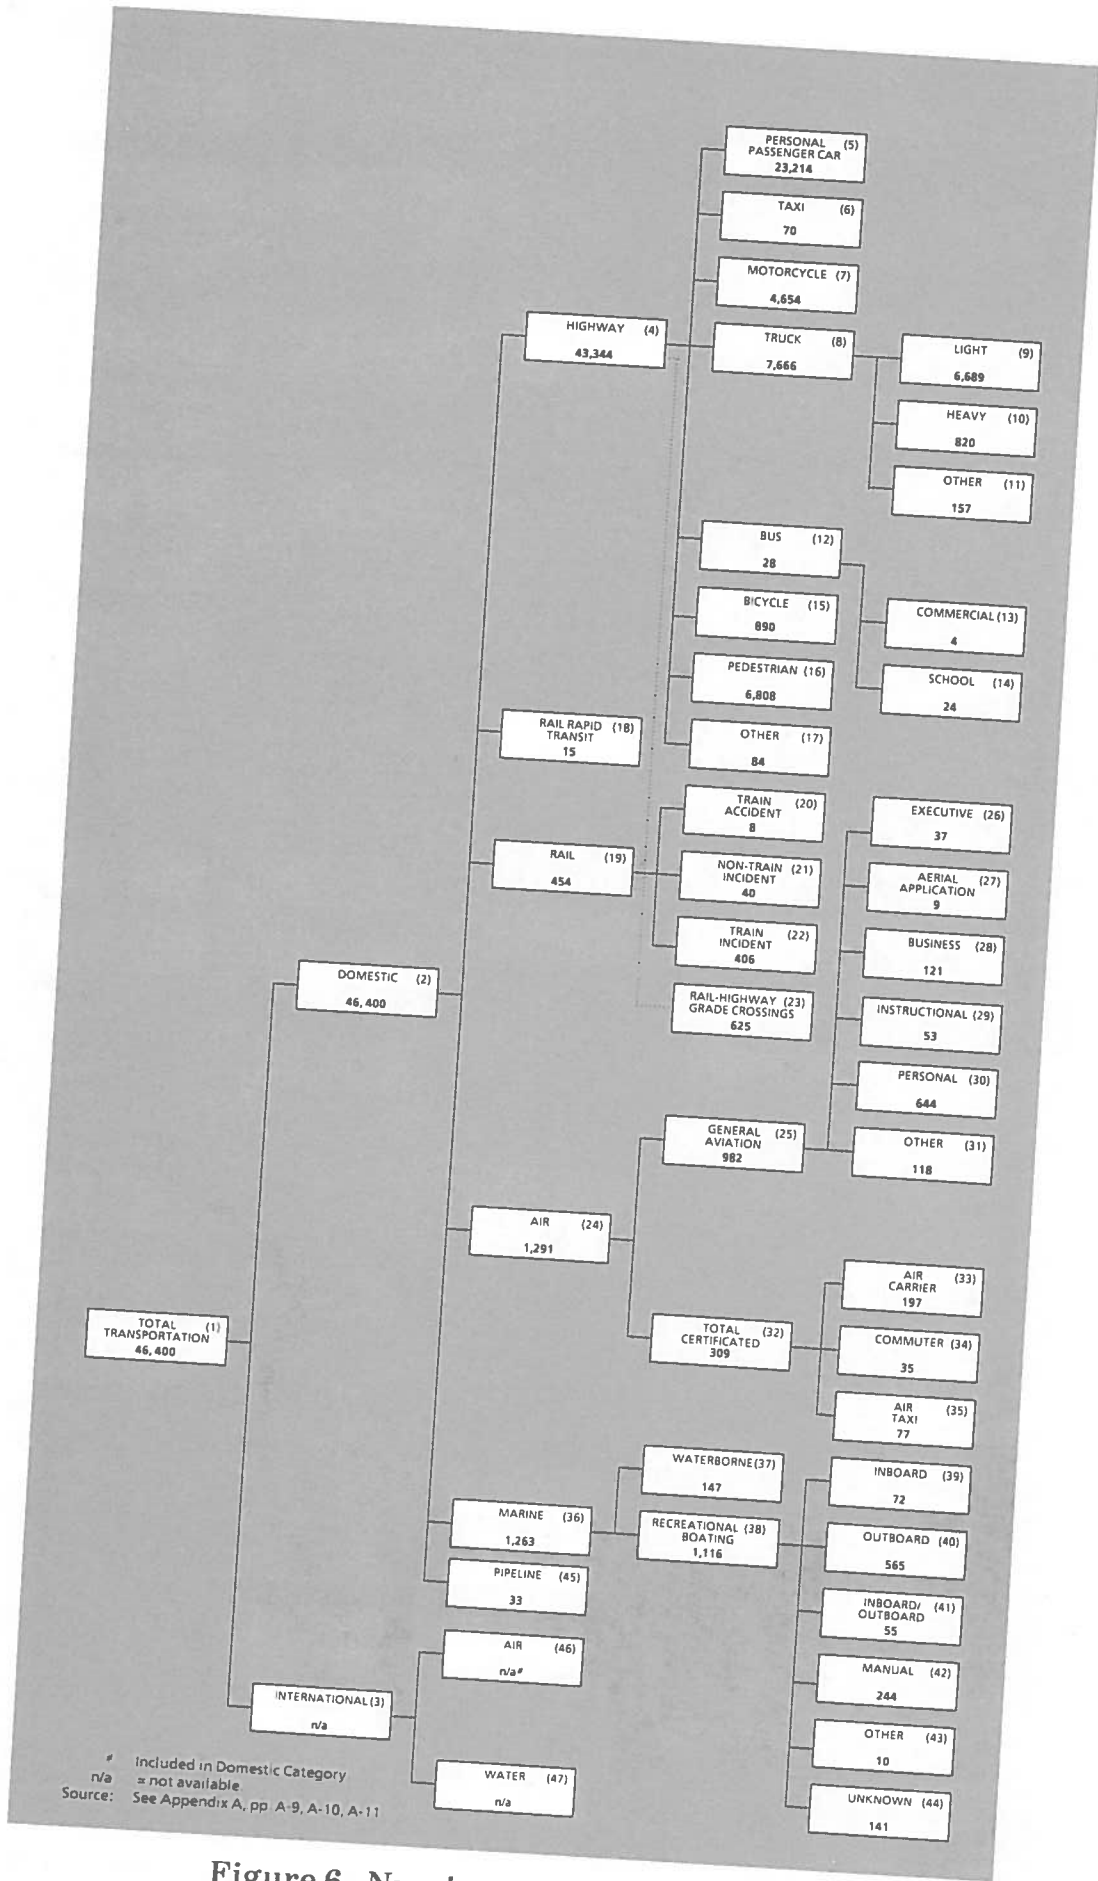 PERSONAL (5)
PASSENGER CAR
23,214
TAXI (6)
70
MOTORCYCLE (7)
4,654
HIGHWAY (4)
43,344
TRUCK (8)
7,666
LIGHT (9)
6,689
HEAVY (10)
820
OTHER (11)
157
BUS (12)
28
COMMERCIAL (13)
4
SCHOOL (14)
24
BICYCLE (15)
890
PEDESTRIAN (16)
6,808
OTHER (17)
84
RAIL RAPID (18)
TRANSIT
15
RAIL (19)
454
TRAIN (20)
ACCIDENT
8
NON-TRAIN (21)
INCIDENT
40
TRAIN (22)
INCIDENT
406
RAIL-HIGHWAY (23)
GRADE CROSSINGS
625
DOMESTIC (2)
46,400
EXECUTIVE (26)
37
AERIAL (27)
APPLICATION
9
BUSINESS (28)
121
INSTRUCTIONAL (29)
53
PERSONAL (30)
644
GENERAL (25)
AVIATION
982
OTHER (31)
118
AIR (24)
1,291
TOTAL (32)
CERTIFICATED
309
AIR (33)
CARRIER
197
COMMUTER (34)
35
AIR (35)
TAXI
77
TOTAL (1)
TRANSPORTATION
46,400
MARINE (36)
1,263
WATERBORNE (37)
147
RECREATIONAL (38)
BOATING
1,116
INBOARD (39)
72
OUTBOARD (40)
565
INBOARD/ (41)
OUTBOARD
55
MANUAL (42)
244
OTHER (43)
10
UNKNOWN (44)
141
PIPELINE (45)
33
INTERNATIONAL (3)
n/a
AIR (46)
n/a#
WATER (47)
n/a
# Included in Domestic Category
n/a = not available
Source: See Appendix A, pp. A-9, A-10, A-11
Figure 6.